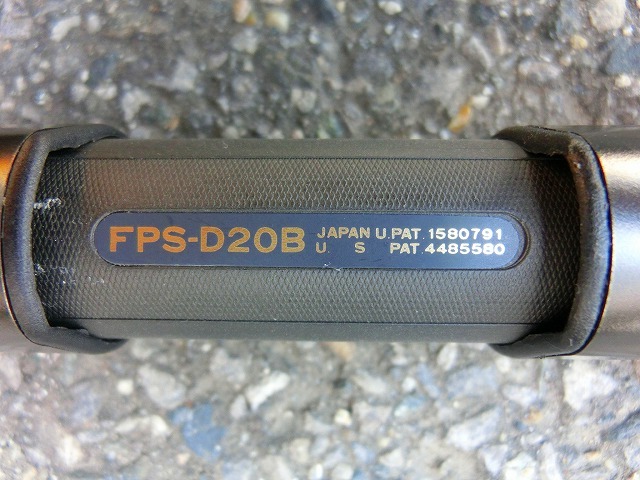 FPS-D20B
JAPAN U.PAT.1580791
U. S PAT.4485580